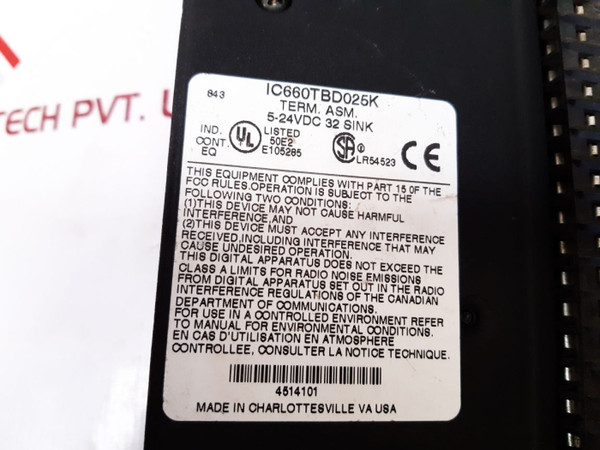 TECH PVT.
843
IC660TBD025K
TERM. ASM.
5-24VDC 32 SINK
IND. CONT. EQ
UL
LISTED
50E2
E105285
SA
LR54523
CE
THIS EQUIPMENT COMPLIES WITH PART 15 OF THE
FCC RULES.OPERATION IS SUBJECT TO THE
FOLLOWING TWO CONDITIONS:
(1)THIS DEVICE MAY NOT CAUSE HARMFUL
INTERFERENCE,AND
(2)THIS DEVICE MUST ACCEPT ANY INTERFERENCE
RECEIVED,INCLUDING INTERFERENCE THAT MAY
CAUSE UNDESIRED OPERATION.
THIS DIGITAL APPARATUS DOES NOT EXCEED THE
CLASS A LIMITS FOR RADIO NOISE EMISSIONS
FROM DIGITAL APPARATUS SET OUT IN THE RADIO
INTERFERENCE REGULATIONS OF THE CANADIAN
DEPARTMENT OF COMMUNICATIONS.
FOR USE IN A CONTROLLED ENVIRONMENT REFER
TO MANUAL FOR ENVIRONMENTAL CONDITIONS.
EN CAS D'UTILISATION EN ATMOSPHERE
CONTROLLEE, CONSULTER LA NOTICE TECHNIQUE.
4514101
MADE IN CHARLOTTESVILLE VA USA